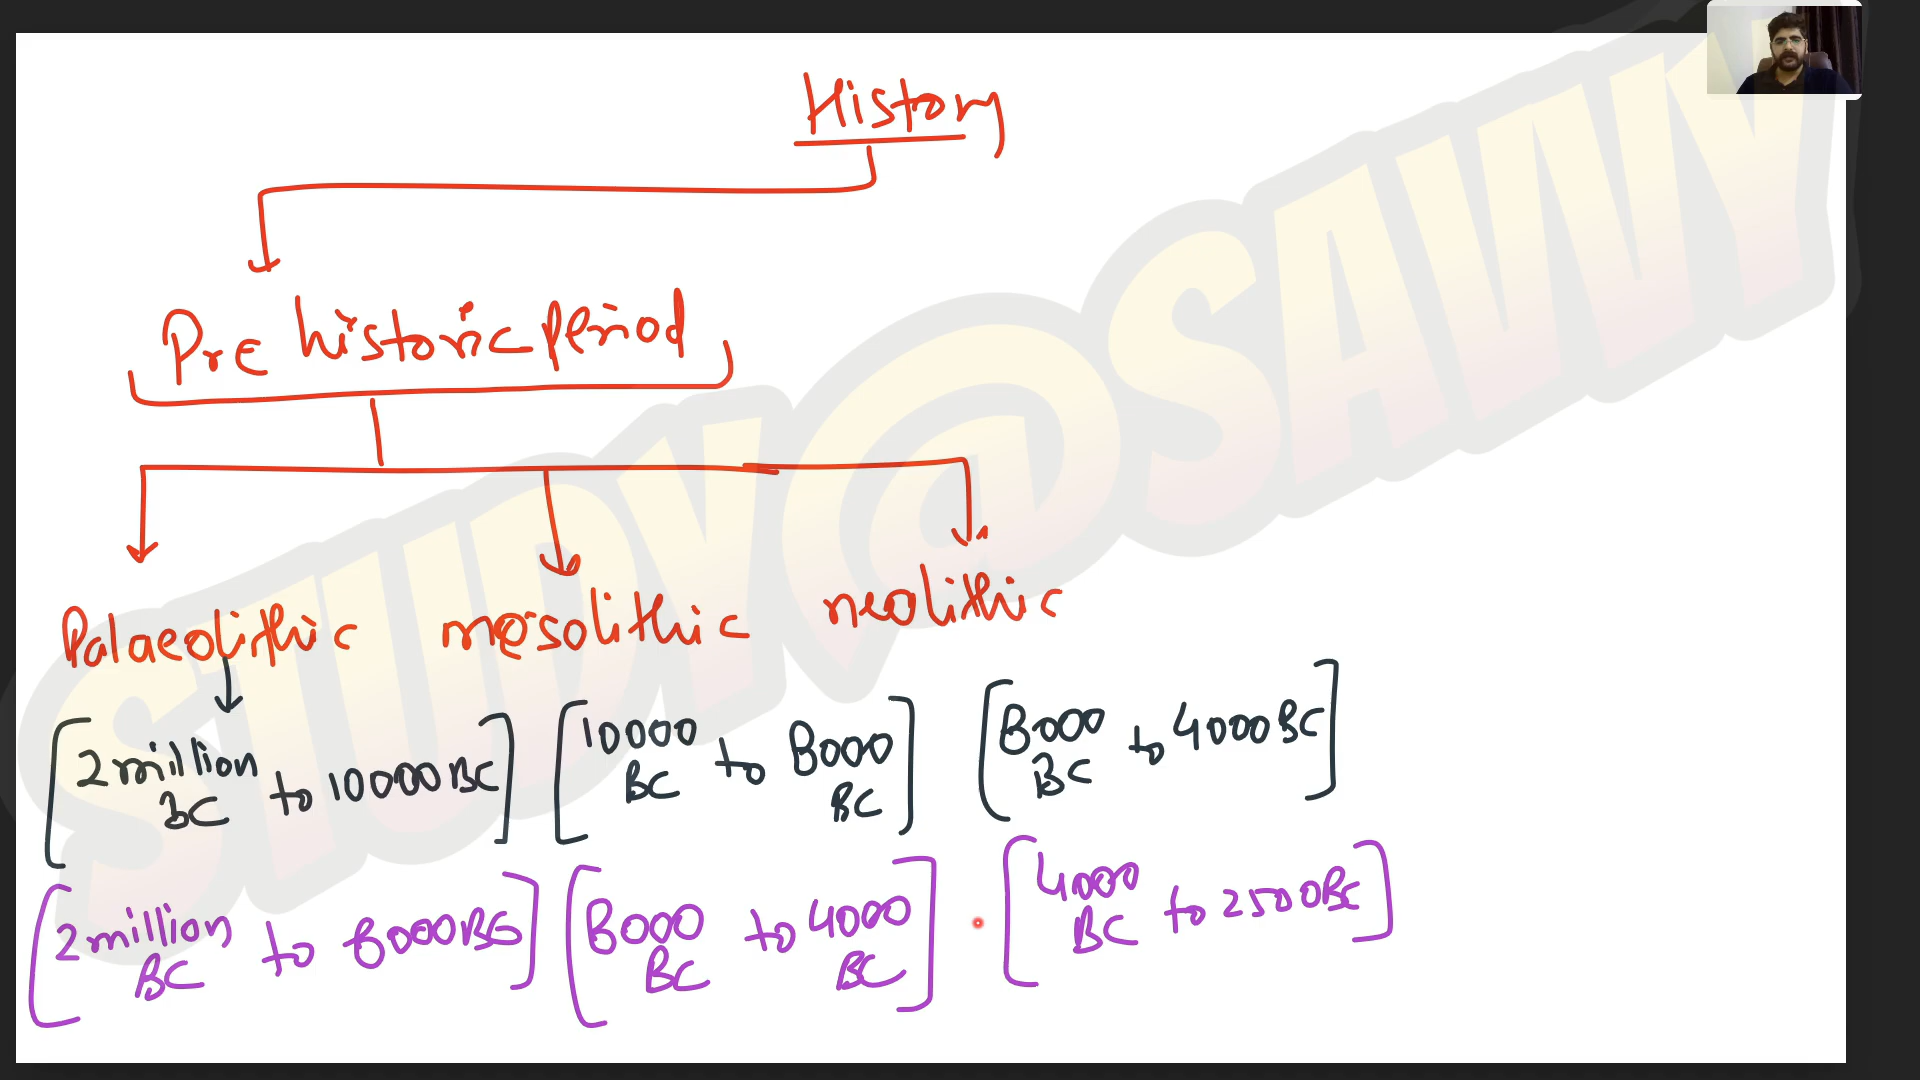 History
Pre historic period
Palaeolithic mesolithic neolithic
[2 million BC to 10000 BC] [10000 BC to 8000 BC] [8000 BC to 4000 BC]
[2 million BC to 8000 BC] [8000 BC to 4000 BC] [4000 BC to 2500 BC]
STUDY@SAVVY